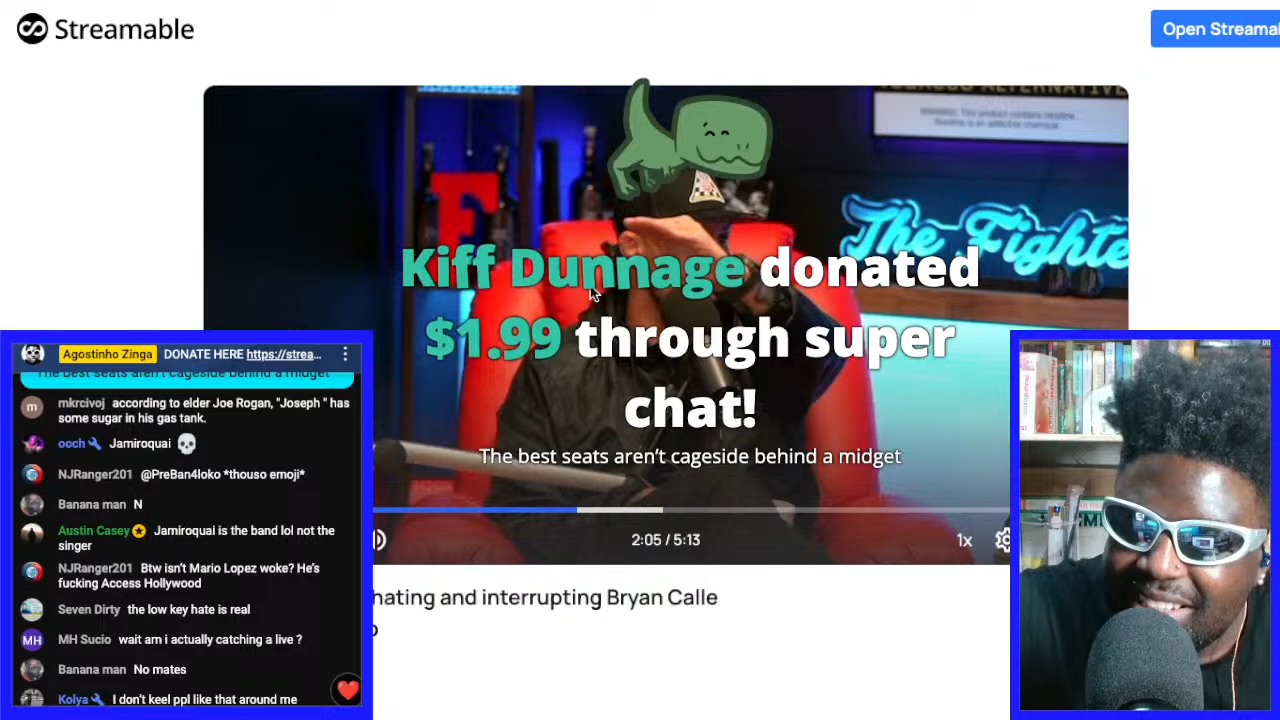 Streamable
Open Streama
The Fighte
Kiff Dunnage donated
$1.99 through super
chat!
The best seats aren't cageside behind a midget
2:05 / 5:13
1x
hating and interrupting Bryan Calle
Agostinho Zinga DONATE HERE https://strea...
The best seats aren't cageside behind a midget
mkrcivoj according to elder Joe Rogan, "Joseph " has
some sugar in his gas tank.
ooch Jamiroquai 💀
NJRanger201 @PreBan4loko *thouso emoji*
Banana man N
Austin Casey Jamiroquai is the band lol not the
singer
NJRanger201 Btw isn't Mario Lopez woke? He's
fucking Access Hollywood
Seven Dirty the low key hate is real
MH MH Sucio wait am i actually catching a live ?
Banana man No mates
Kolya I don't keel ppl like that around me